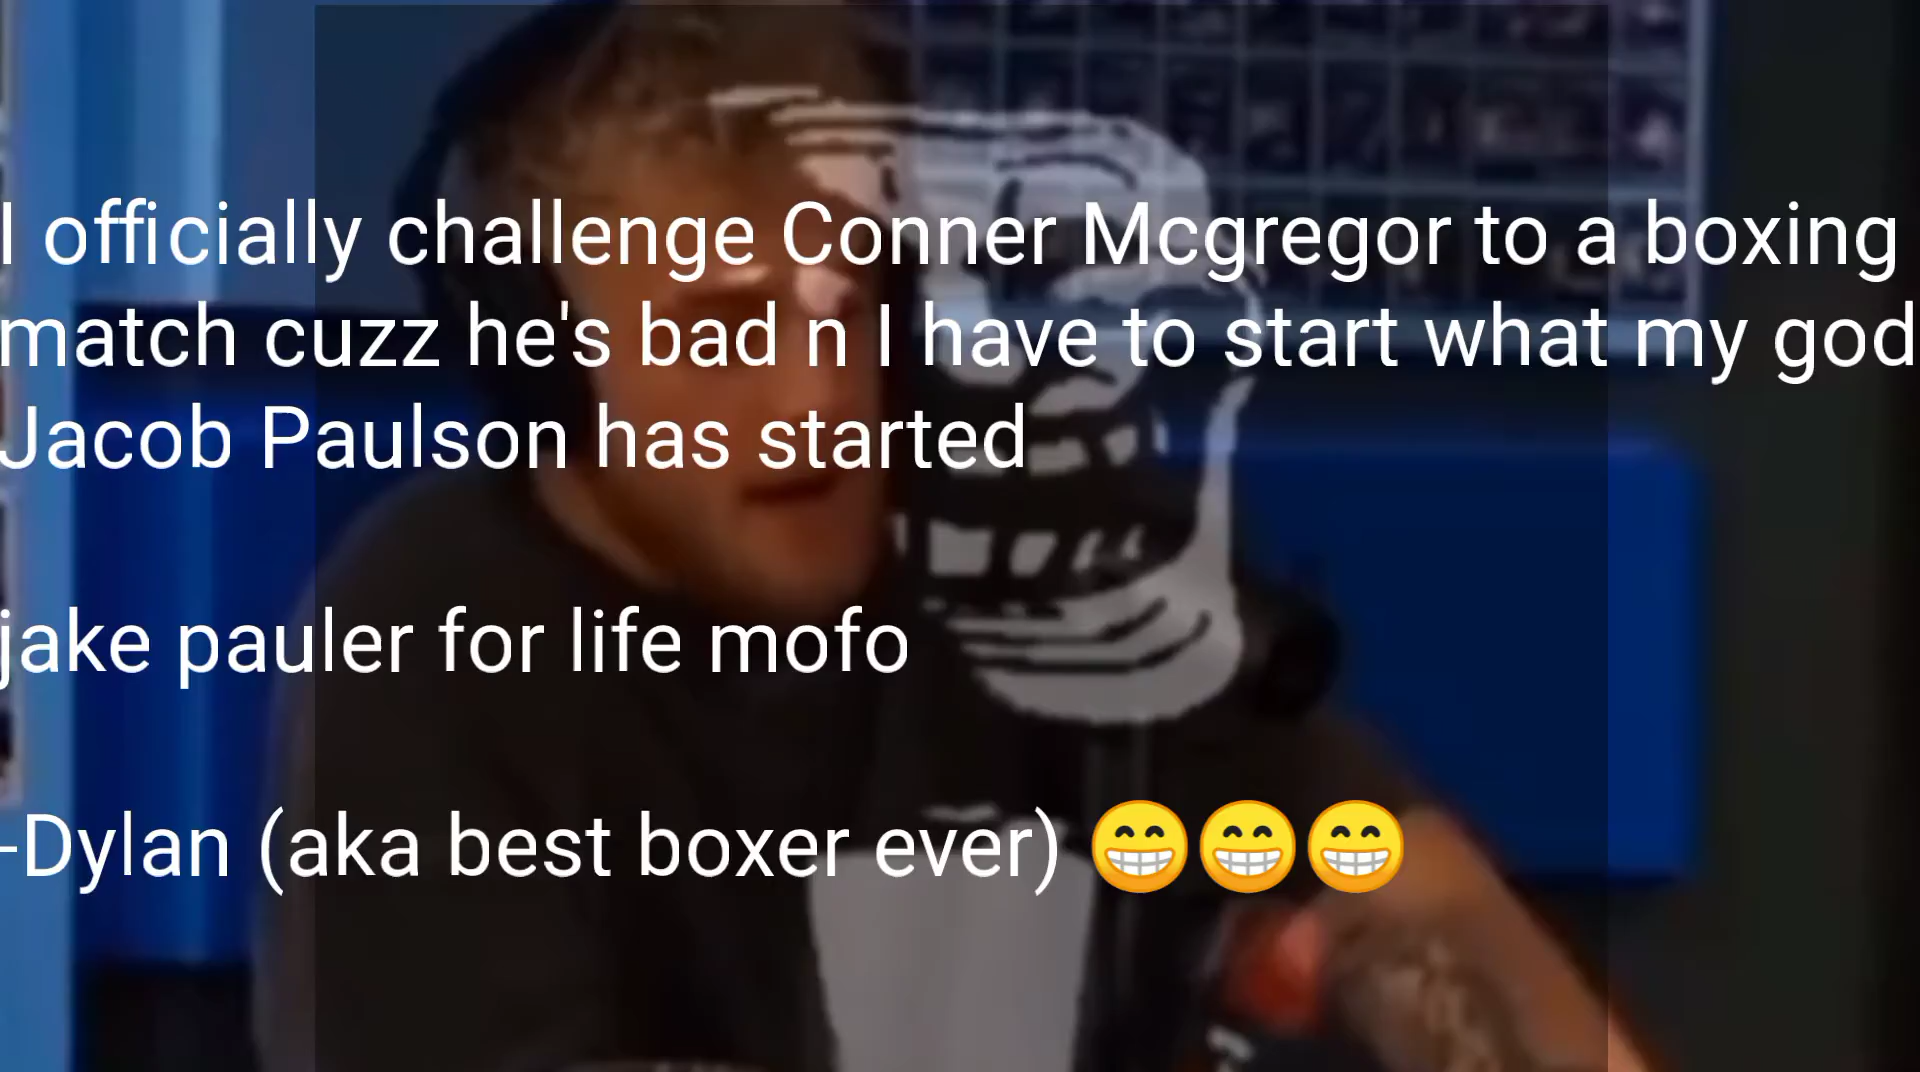 I officially challenge Conner Mcgregor to a boxing
match cuzz he's bad n I have to start what my god
Jacob Paulson has started
jake pauler for life mofo
-Dylan (aka best boxer ever) 😁😁😁